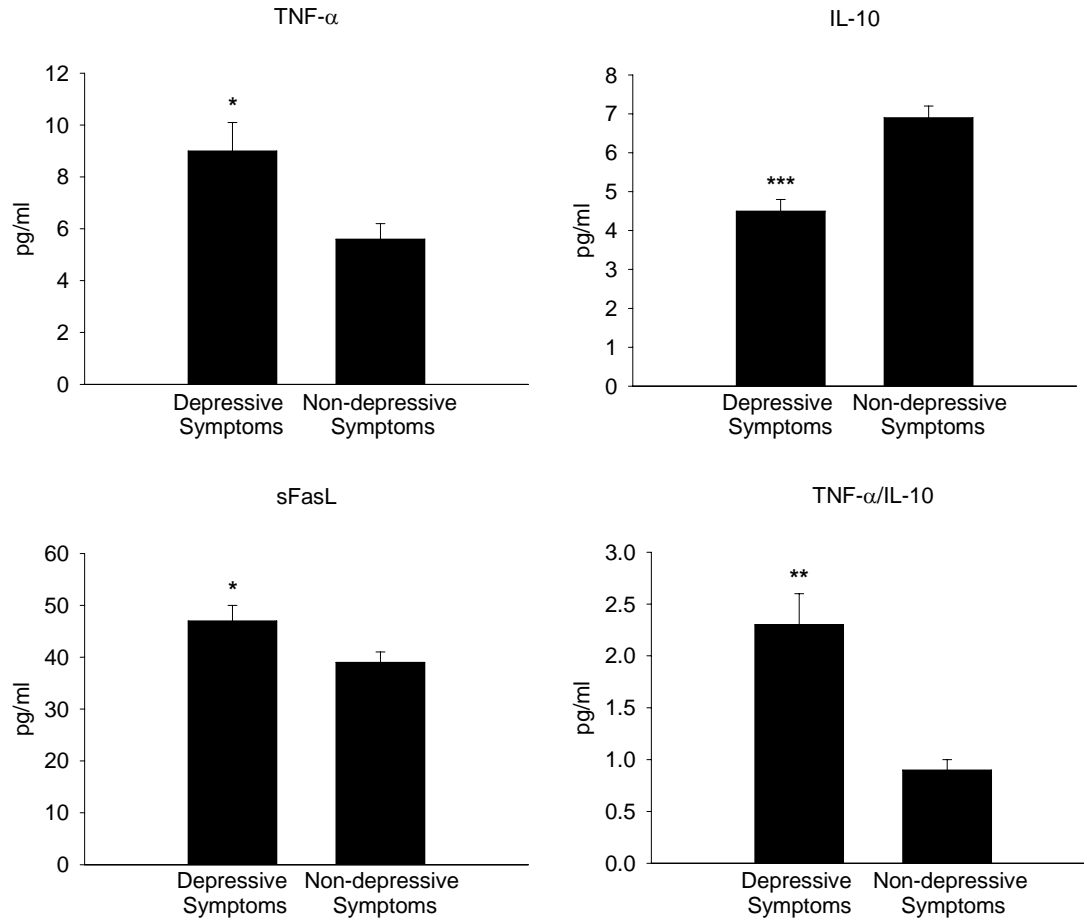 TNF-α
12
10
8
6
4
2
0
pg/ml
*
Depressive
Symptoms
Non-depressive
Symptoms
IL-10
8
7
6
5
4
3
2
1
0
pg/ml
***
Depressive
Symptoms
Non-depressive
Symptoms
sFasL
60
50
40
30
20
10
0
pg/ml
*
Depressive
Symptoms
Non-depressive
Symptoms
TNF-α/IL-10
3.0
2.5
2.0
1.5
1.0
0.5
0.0
pg/ml
**
Depressive
Symptoms
Non-depressive
Symptoms